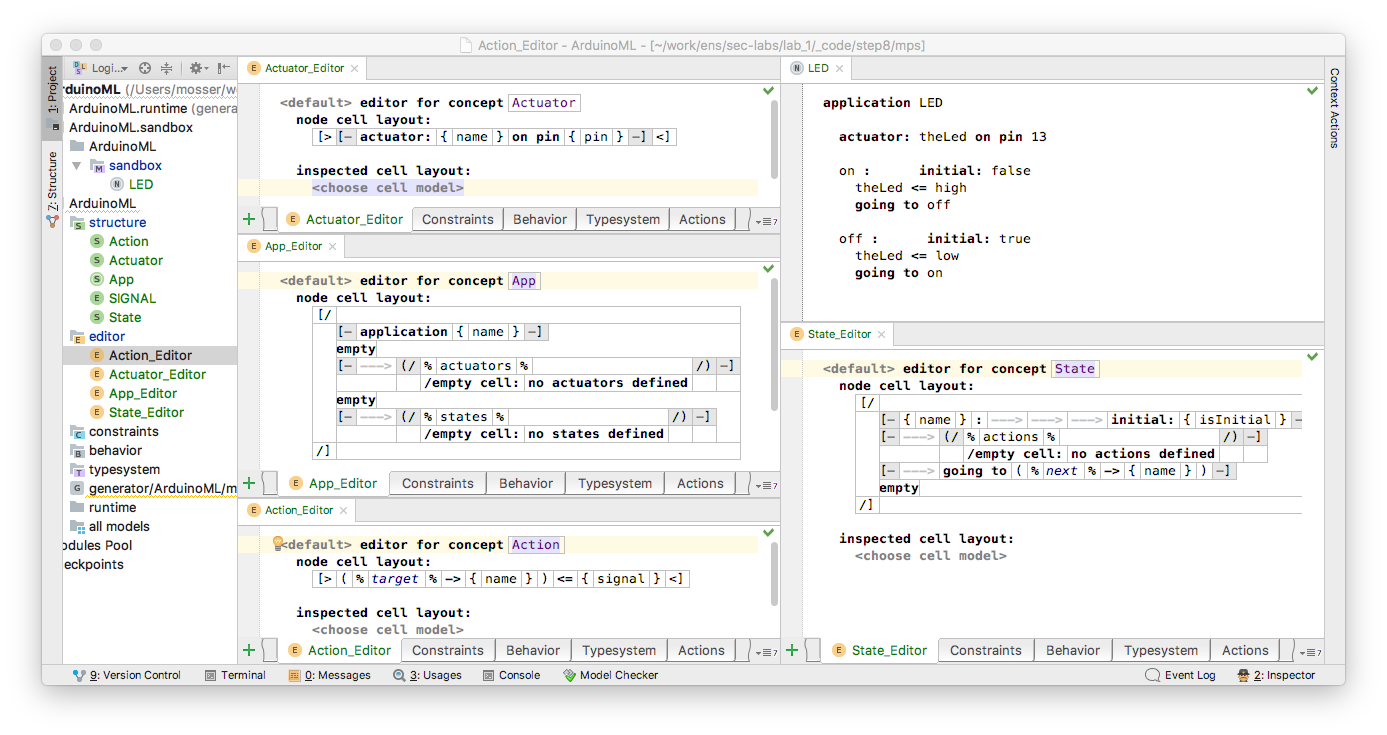 Action_Editor - ArduinoML - [~/work/ens/sec-labs/lab_1/_code/step8/mps]
1: Project
Z: Structure
Logi...
rduinoML (/Users/mosser/w
ArduinoML.runtime (genera
ArduinoML.sandbox
ArduinoML
sandbox
N LED
ArduinoML
structure
S Action
S Actuator
S App
E SIGNAL
S State
editor
E Action_Editor
E Actuator_Editor
E App_Editor
E State_Editor
constraints
behavior
typesystem
G generator/ArduinoML/m
runtime
all models
odules Pool
eckpoints
E Actuator_Editor ×
<default> editor for concept Actuator
node cell layout:
[> [- actuator: { name } on pin { pin } -] <]
inspected cell layout:
<choose cell model>
+ E Actuator_Editor Constraints Behavior Typesystem Actions 7
E App_Editor ×
<default> editor for concept App
node cell layout:
[/
[- application { name } -]
empty
[- ---> (/ % actuators % /) -]
/empty cell: no actuators defined
empty
[- ---> (/ % states % /) -]
/empty cell: no states defined
/]
+ E App_Editor Constraints Behavior Typesystem Actions 7
E Action_Editor ×
<default> editor for concept Action
node cell layout:
[> ( % target % -> { name } ) <= { signal } <]
inspected cell layout:
<choose cell model>
+ E Action_Editor Constraints Behavior Typesystem Actions 7
N LED ×
application LED
actuator: theLed on pin 13
on : initial: false
theLed <= high
going to off
off : initial: true
theLed <= low
going to on
E State_Editor ×
<default> editor for concept State
node cell layout:
[/
[- { name } : ---> ---> ---> initial: { isInitial } -
[- ---> (/ % actions % /) -]
/empty cell: no actions defined
[- ---> going to ( % next % -> { name } ) -]
empty
/]
inspected cell layout:
<choose cell model>
+ E State_Editor Constraints Behavior Typesystem Actions 7
Context Actions
9: Version Control Terminal 0: Messages 3: Usages Console Model Checker Event Log 2: Inspector